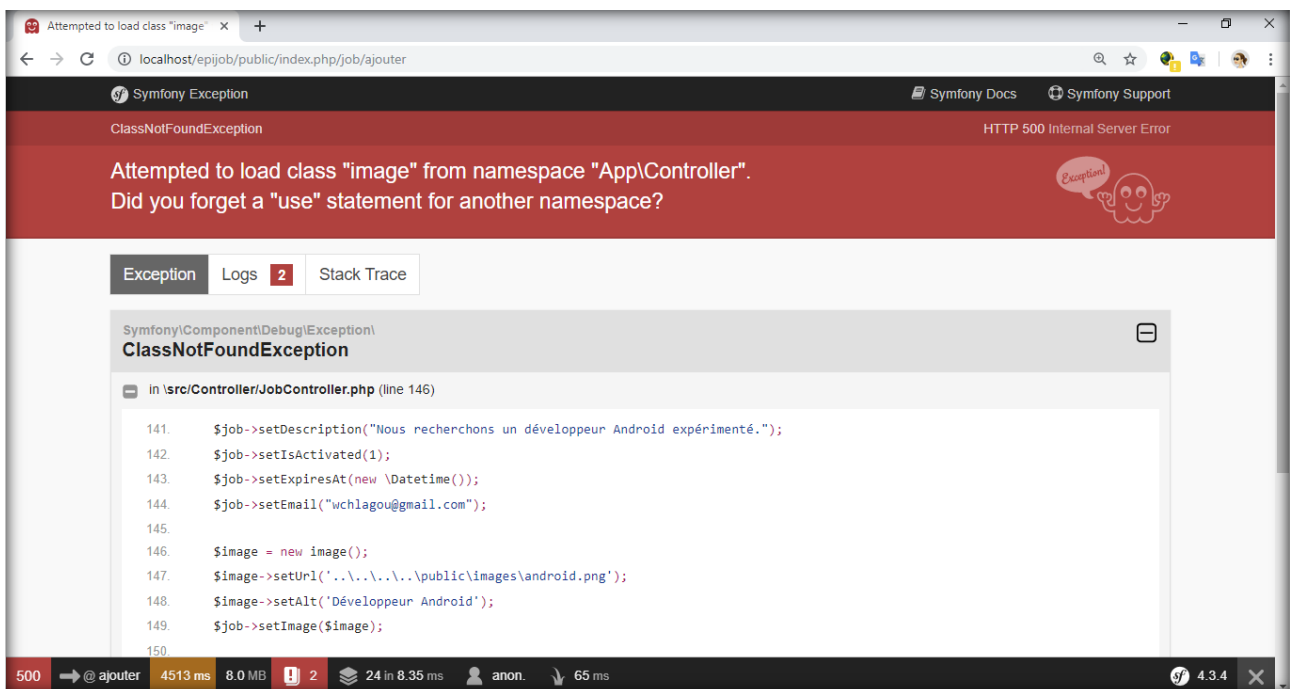 Attempted to load class "image"
localhost/epijob/public/index.php/job/ajouter
Symfony Exception
Symfony Docs
Symfony Support
ClassNotFoundException
HTTP 500 Internal Server Error
Attempted to load class "image" from namespace "App\Controller".
Did you forget a "use" statement for another namespace?
Exception!
Exception
Logs 2
Stack Trace
Symfony\Component\Debug\Exception\
ClassNotFoundException
in \src/Controller/JobController.php (line 146)
141. $job->setDescription("Nous recherchons un développeur Android expérimenté.");
142. $job->setIsActivated(1);
143. $job->setExpiresAt(new \Datetime());
144. $job->setEmail("wchlagou@gmail.com");
145.
146. $image = new image();
147. $image->setUrl('..\..\..\..\public\images\android.png');
148. $image->setAlt('Développeur Android');
149. $job->setImage($image);
150.
500 @ ajouter 4513 ms 8.0 MB 2 24 in 8.35 ms anon. 65 ms sf 4.3.4